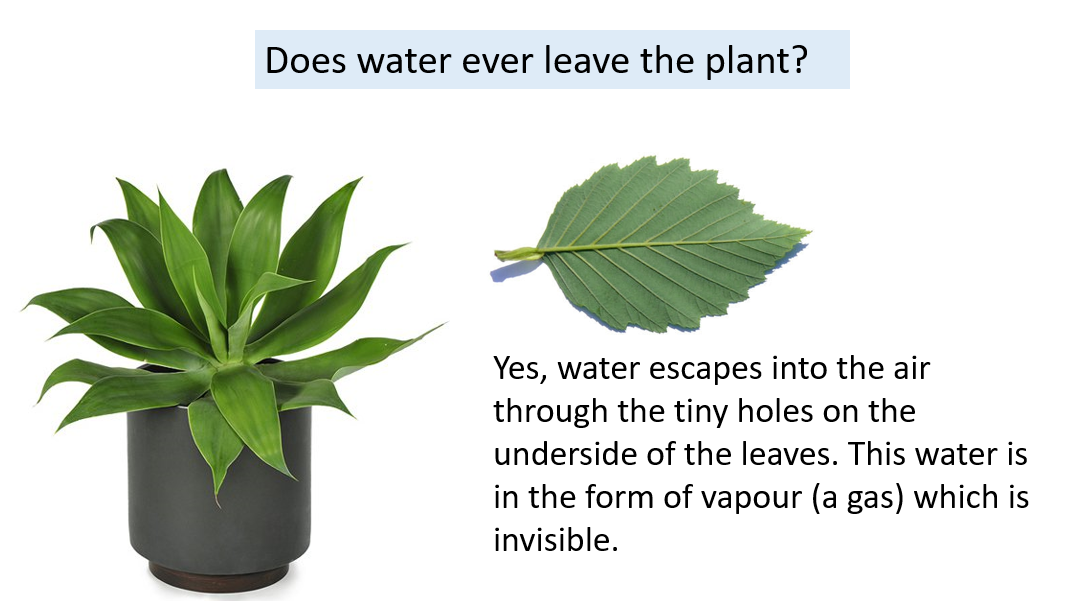 Does water ever leave the plant?
Yes, water escapes into the air
through the tiny holes on the
underside of the leaves. This water is
in the form of vapour (a gas) which is
invisible.